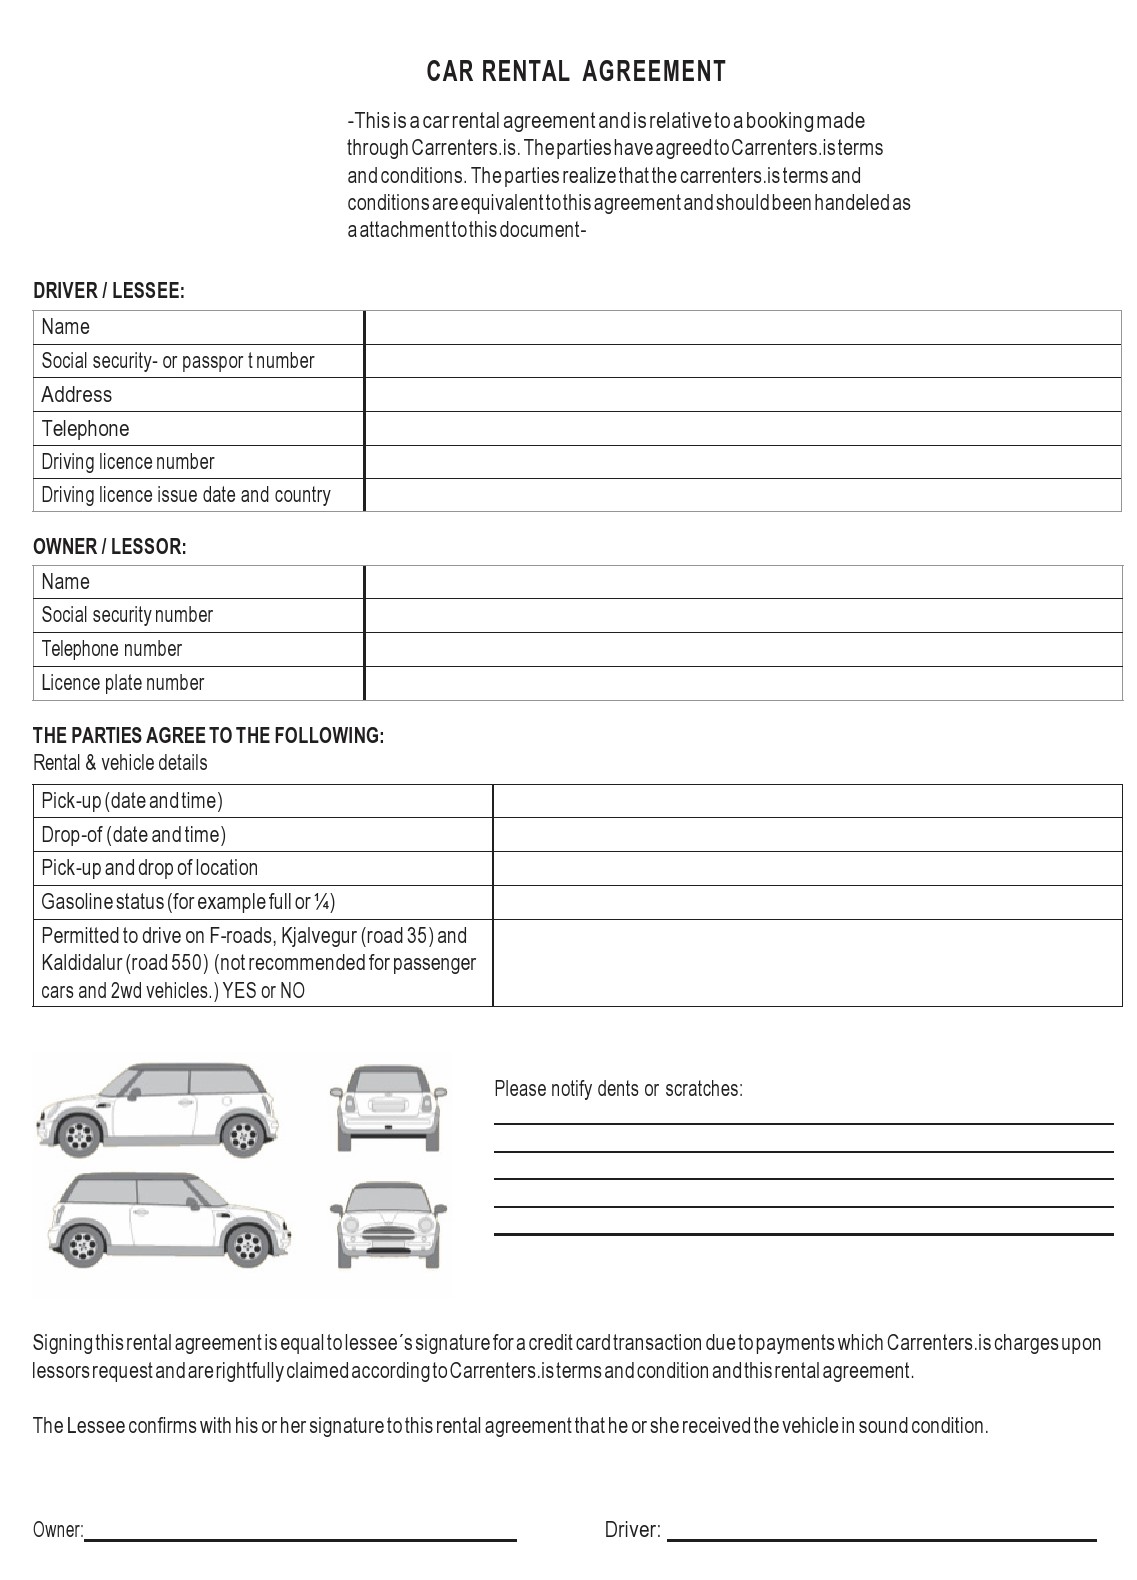 CAR RENTAL AGREEMENT
-This is a car rental agreement and is relative to a booking made
through Carrenters.is. The parties have agreed to Carrenters.is terms
and conditions. The parties realize that the carrenters.is terms and
conditions are equivalent to this agreement and should been handeled as
a attachment to this document-
DRIVER / LESSEE:
Name
Social security- or passpor t number
Address
Telephone
Driving licence number
Driving licence issue date and country
OWNER / LESSOR:
Name
Social security number
Telephone number
Licence plate number
THE PARTIES AGREE TO THE FOLLOWING:
Rental & vehicle details
Pick-up (date and time)
Drop-of (date and time)
Pick-up and drop of location
Gasoline status (for example full or ¼)
Permitted to drive on F-roads, Kjalvegur (road 35) and
Kaldidalur (road 550) (not recommended for passenger
cars and 2wd vehicles.) YES or NO
Please notify dents or scratches:
Signing this rental agreement is equal to lessee´s signature for a credit card transaction due to payments which Carrenters.is charges upon
lessors request and are rightfully claimed according to Carrenters.is terms and condition and this rental agreement.
The Lessee confirms with his or her signature to this rental agreement that he or she received the vehicle in sound condition.
Owner: Driver: